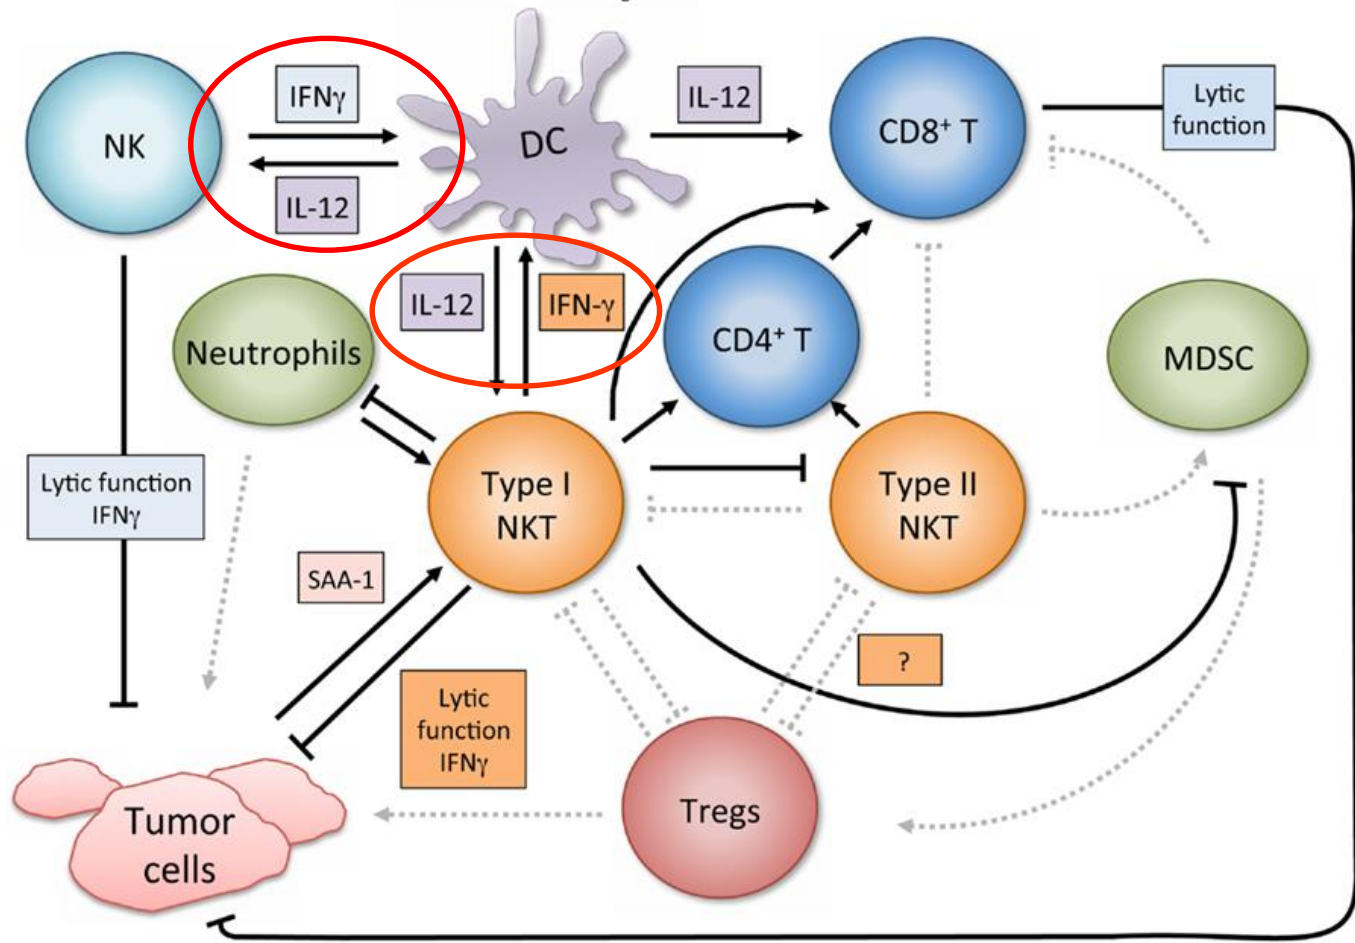 IFNγ
IL-12
NK
DC
IL-12
CD8⁺ T
Lytic
function
IL-12
IFN-γ
Neutrophils
CD4⁺ T
MDSC
Lytic function
IFNγ
Type I
NKT
Type II
NKT
SAA-1
?
Lytic
function
IFNγ
Tumor
cells
Tregs